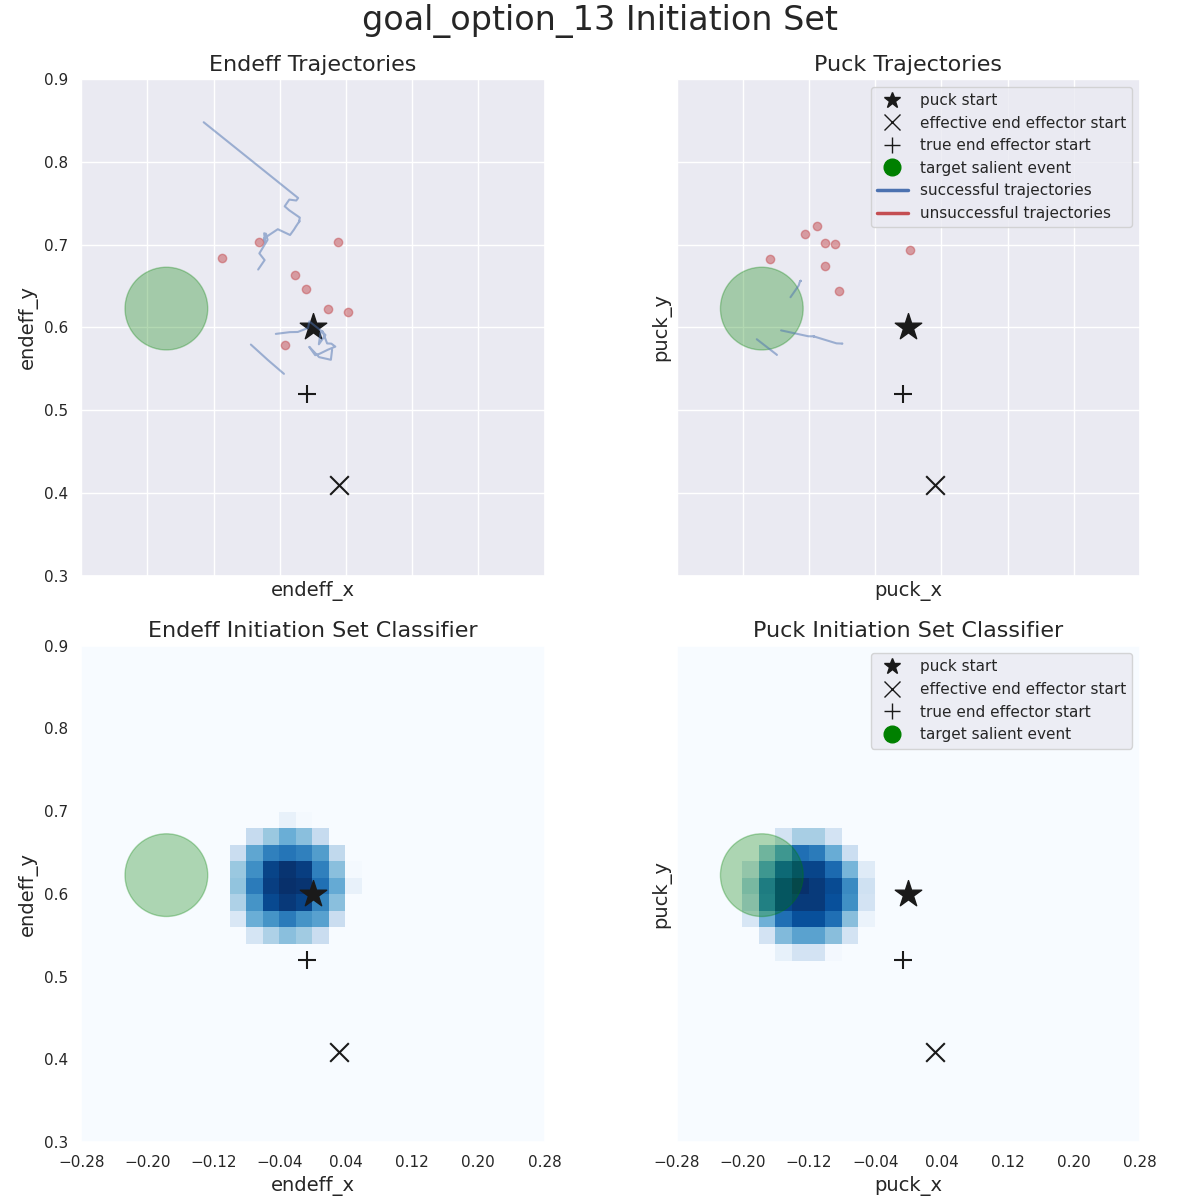 goal_option_13 Initiation Set
Endeff Trajectories
0.9
0.8
0.7
0.6
0.5
0.4
0.3
endeff_y
endeff_x
Puck Trajectories
puck start
effective end effector start
true end effector start
target salient event
successful trajectories
unsuccessful trajectories
puck_y
puck_x
Endeff Initiation Set Classifier
0.9
0.8
0.7
0.6
0.5
0.4
0.3
endeff_y
−0.28 −0.20 −0.12 −0.04 0.04 0.12 0.20 0.28
endeff_x
Puck Initiation Set Classifier
puck start
effective end effector start
true end effector start
target salient event
puck_y
−0.28 −0.20 −0.12 −0.04 0.04 0.12 0.20 0.28
puck_x